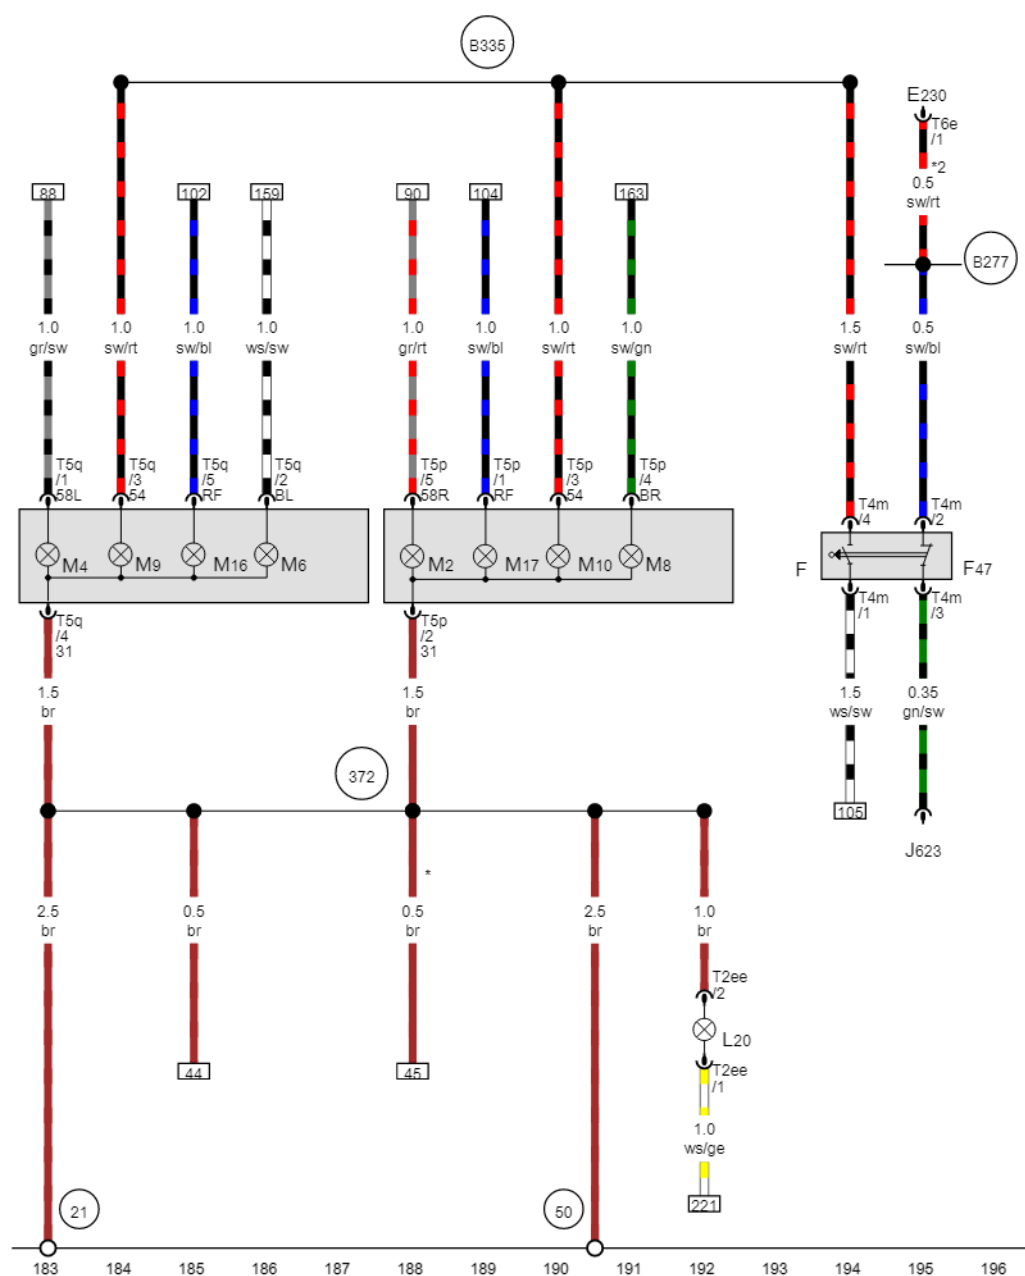 B335
E230
T6e
/1
*2
0.5
sw/rt
B277
88
102
159
90
104
163
1.0
gr/sw
1.0
sw/rt
1.0
sw/bl
1.0
ws/sw
1.0
gr/rt
1.0
sw/bl
1.0
sw/rt
1.0
sw/gn
1.5
sw/rt
0.5
sw/bl
T5q
/1
58L
T5q
/3
54
T5q
/5
RF
T5q
/2
BL
T5p
/5
58R
T5p
/1
RF
T5p
/3
54
T5p
/4
BR
T4m
/4
T4m
/2
M4
M9
M16
M6
M2
M17
M10
M8
F
F47
T5q
/4
31
T5p
/2
31
T4m
/1
T4m
/3
1.5
br
1.5
br
1.5
ws/sw
0.35
gn/sw
372
105
J623
*
2.5
br
0.5
br
0.5
br
2.5
br
1.0
br
T2ee
/2
L20
44
45
T2ee
/1
1.0
ws/ge
221
21
50
183 184 185 186 187 188 189 190 191 192 193 194 195 196